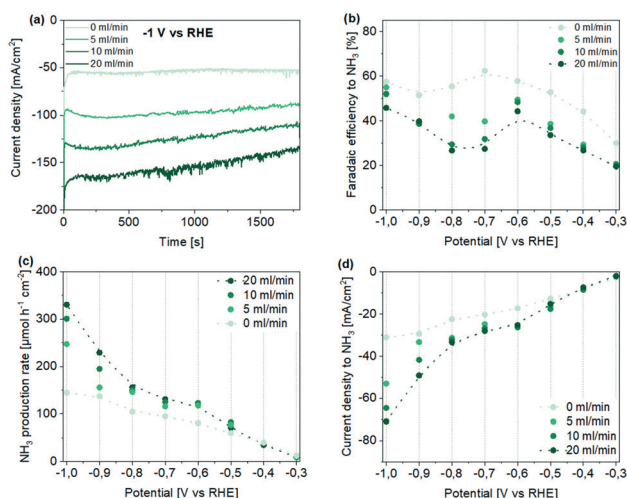 (a)
0 ml/min
5 ml/min
10 ml/min
20 ml/min
-1 V vs RHE
Current density [mA/cm²]
0
-50
-100
-150
-200
0
500
1000
1500
Time [s]
(b)
0 ml/min
5 ml/min
10 ml/min
20 ml/min
Faradaic efficiency to NH₃ [%]
100
80
60
40
20
0
-1,0 -0,9 -0,8 -0,7 -0,6 -0,5 -0,4 -0,3
Potential [V vs RHE]
(c)
20 ml/min
10 ml/min
5 ml/min
0 ml/min
NH₃ production rate [µmol h⁻¹ cm⁻²]
400
300
200
100
0
-1,0 -0,9 -0,8 -0,7 -0,6 -0,5 -0,4 -0,3
Potential [V vs RHE]
(d)
0 ml/min
5 ml/min
10 ml/min
20 ml/min
Current density to NH₃ [mA/cm²]
0
-20
-40
-60
-80
-1,0 -0,9 -0,8 -0,7 -0,6 -0,5 -0,4 -0,3
Potential [V vs RHE]